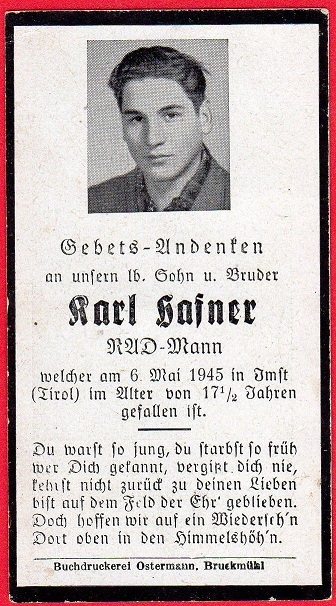 Gebets-Andenken
an unsern lb. Sohn u. Bruder
Karl Hafner
RAD-Mann
welcher am 6. Mai 1945 in Imst
(Tirol) im Alter von 17½ Jahren
gefallen ist.
Du warst so jung, du starbst so früh
wer Dich gekannt, vergißt dich nie,
kehrst nicht zurück zu deinen Lieben
bist auf dem Feld der Ehr' geblieben.
Doch hoffen wir auf ein Wiederseh'n
Dort oben in den Himmelshöh'n.
Buchdruckerei Ostermann, Bruckmühl